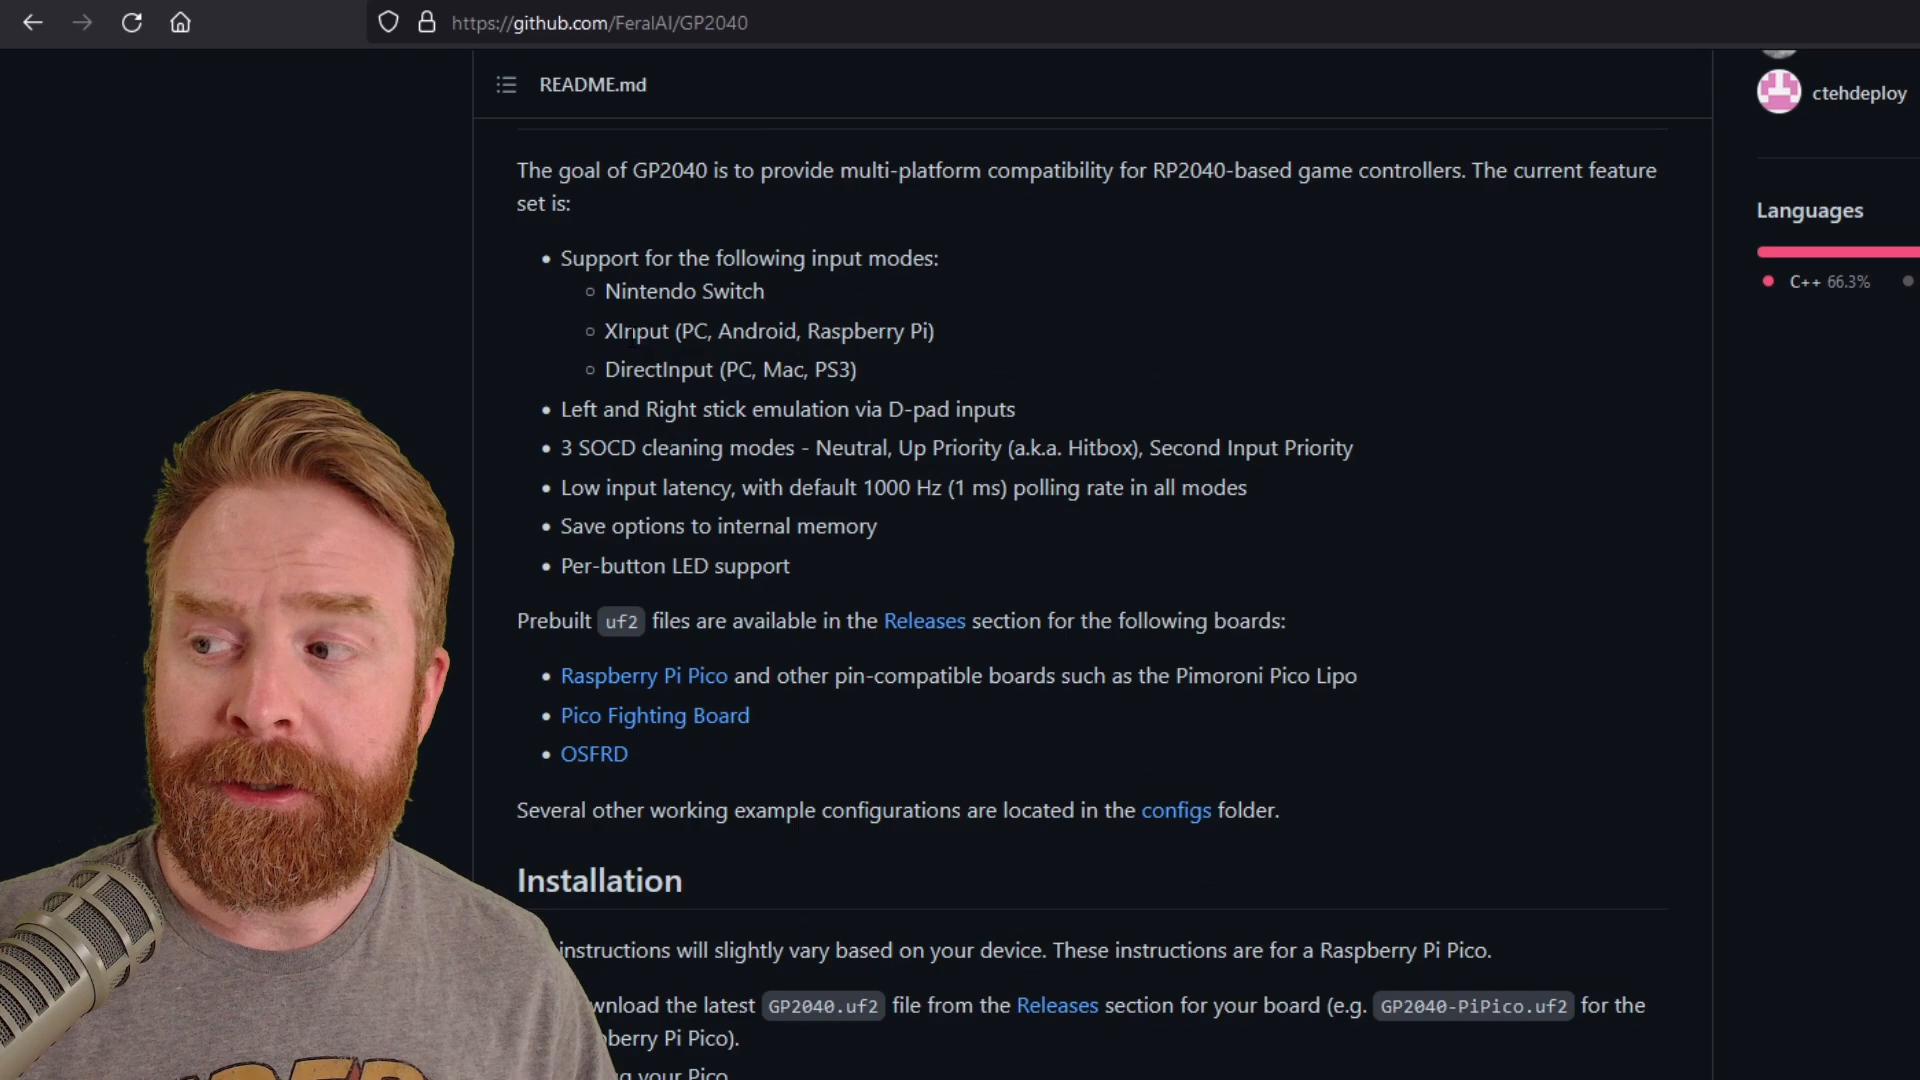 https://github.com/FeralAI/GP2040
README.md
ctehdeploy
The goal of GP2040 is to provide multi-platform compatibility for RP2040-based game controllers. The current feature
set is:
Languages
• Support for the following input modes:
○ Nintendo Switch
C++ 66.3%
○ XInput (PC, Android, Raspberry Pi)
○ DirectInput (PC, Mac, PS3)
• Left and Right stick emulation via D-pad inputs
• 3 SOCD cleaning modes - Neutral, Up Priority (a.k.a. Hitbox), Second Input Priority
• Low input latency, with default 1000 Hz (1 ms) polling rate in all modes
• Save options to internal memory
• Per-button LED support
Prebuilt uf2 files are available in the Releases section for the following boards:
• Raspberry Pi Pico and other pin-compatible boards such as the Pimoroni Pico Lipo
• Pico Fighting Board
• OSFRD
Several other working example configurations are located in the configs folder.
Installation
instructions will slightly vary based on your device. These instructions are for a Raspberry Pi Pico.
wnload the latest GP2040.uf2 file from the Releases section for your board (e.g. GP2040-PiPico.uf2 for the
berry Pi Pico).
your Pico